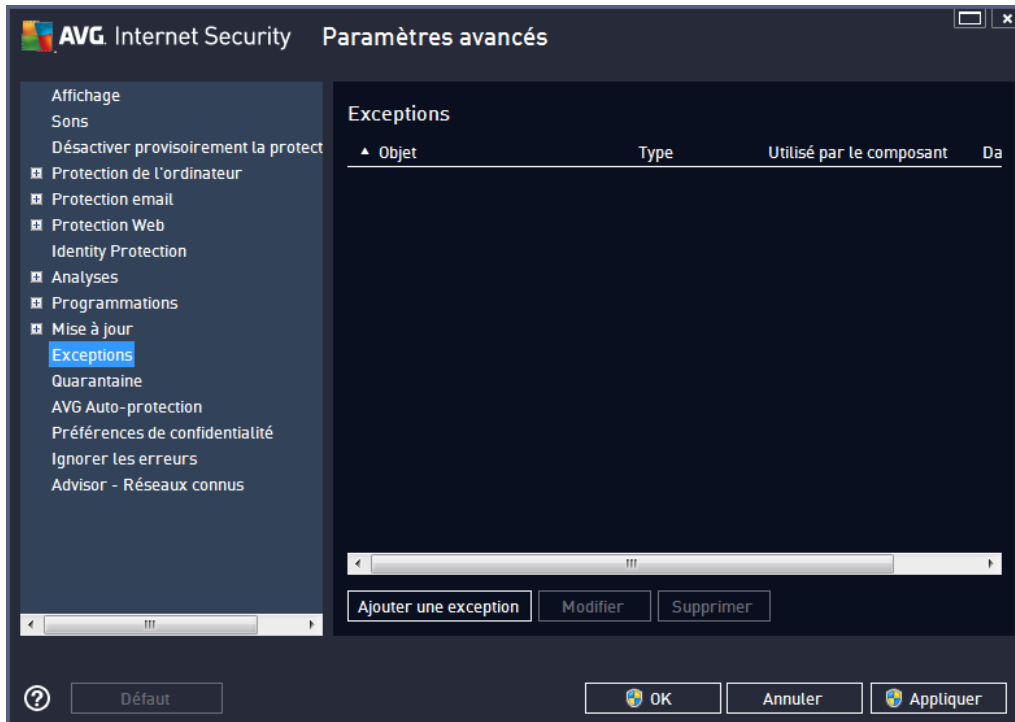 AVG. Internet Security Paramètres avancés
Affichage
Sons
Désactiver provisoirement la protect
Protection de l'ordinateur
Protection email
Protection Web
Identity Protection
Analyses
Programmations
Mise à jour
Exceptions
Quarantaine
AVG Auto-protection
Préférences de confidentialité
Ignorer les erreurs
Advisor - Réseaux connus
Exceptions
Objet Type Utilisé par le composant Da
Ajouter une exception Modifier Supprimer
? Défaut OK Annuler Appliquer